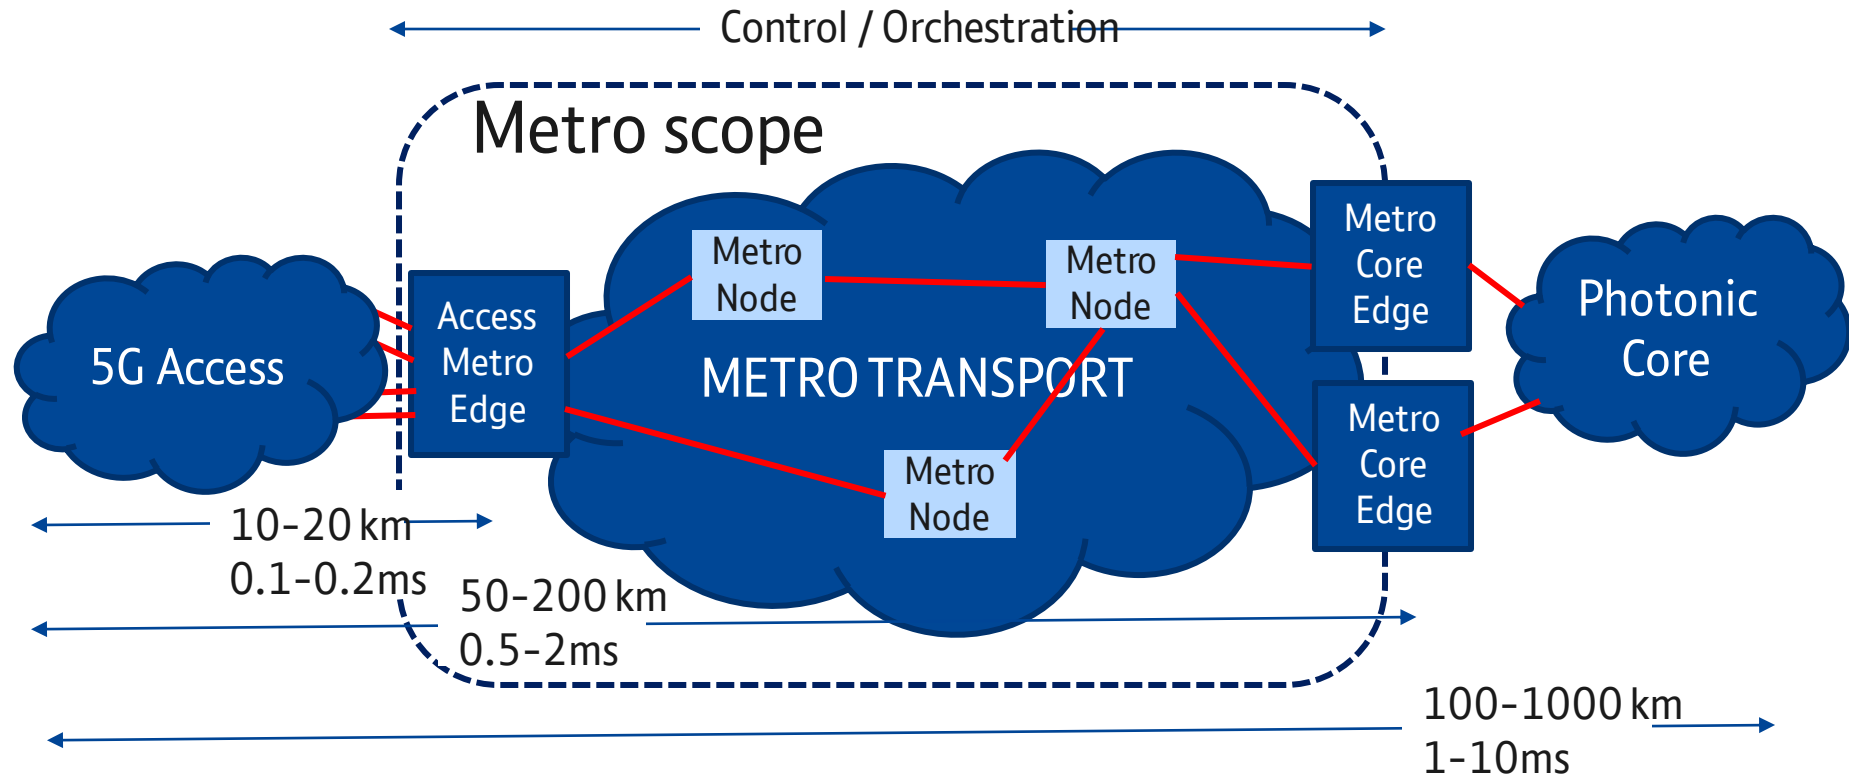 Control / Orchestration
Metro scope
5G Access
Access
Metro
Edge
Metro
Node
Metro
Node
METRO TRANSPORT
Metro
Node
Metro
Core
Edge
Metro
Core
Edge
Photonic
Core
10-20 km
0.1-0.2ms
50-200 km
0.5-2ms
100-1000 km
1-10ms